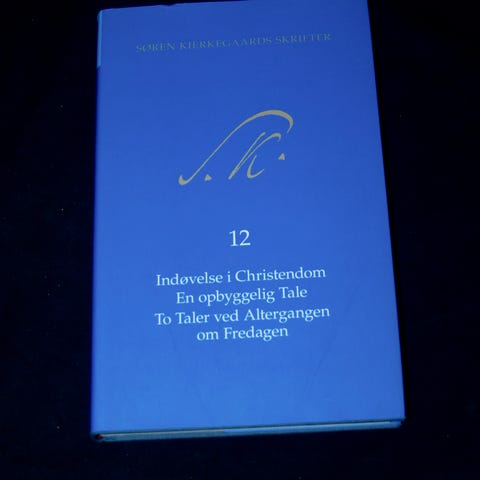 SØREN KIERKEGAARDS SKRIFTER
S. K.
12
Indøvelse i Christendom
En opbyggelig Tale
To Taler ved Altergangen
om Fredagen